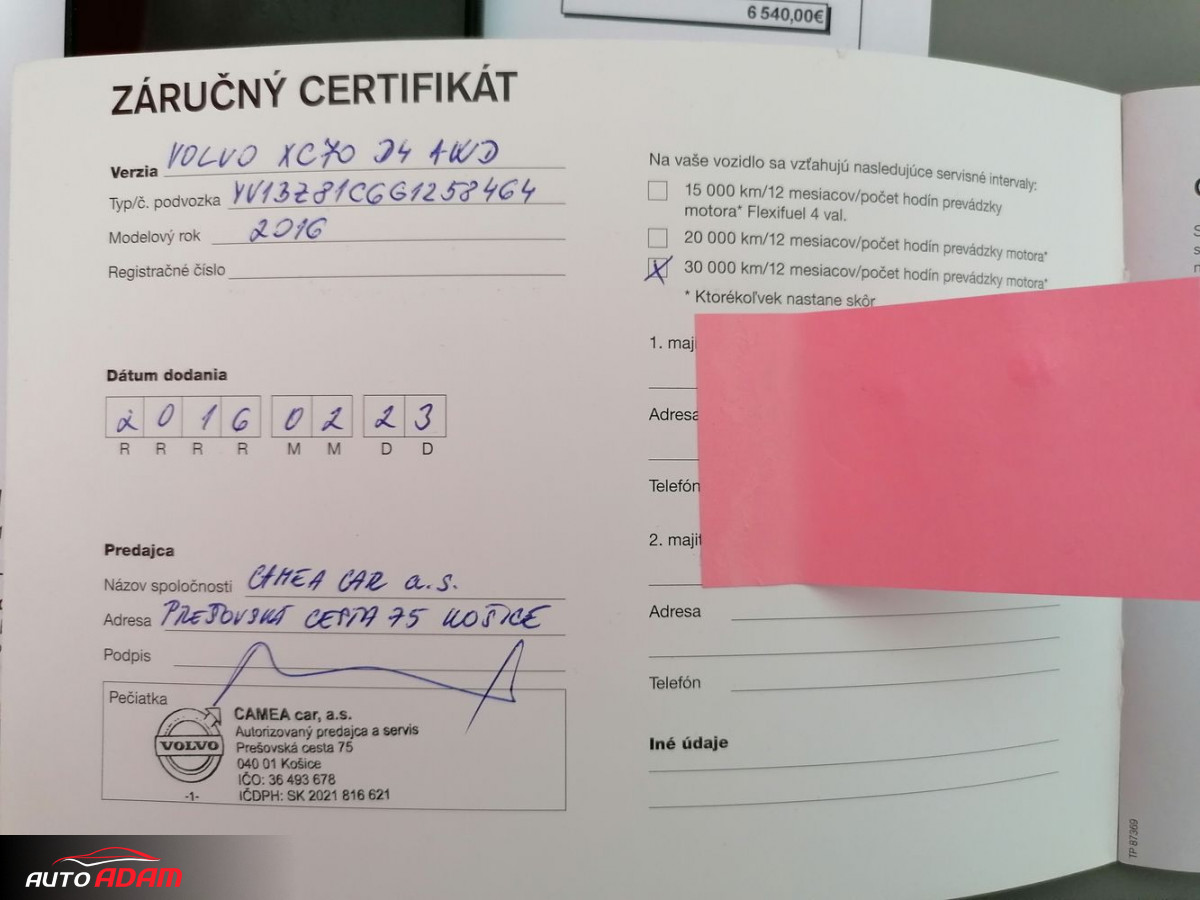 6 540,00€
ZÁRUČNÝ CERTIFIKÁT
Verzia VOLVO XC70 D4 AWD
Typ/č. podvozka YV1BZ81CGG1258464
Modelový rok 2016
Registračné číslo
Dátum dodania
2 0 1 6 0 2 2 3
R R R R M M D D
Predajca
Názov spoločnosti CAMEA CAR a.s.
Adresa PREŠOVSKÁ CESTA 75 KOŠICE
Podpis
Pečiatka
VOLVO
CAMEA car, a.s.
Autorizovaný predajca a servis
Prešovská cesta 75
040 01 Košice
IČO: 36 493 678
-1- IČDPH: SK 2021 816 621
Na vaše vozidlo sa vzťahujú nasledujúce servisné intervaly:
15 000 km/12 mesiacov/počet hodín prevádzky
motora* Flexifuel 4 val.
20 000 km/12 mesiacov/počet hodín prevádzky motora*
X 30 000 km/12 mesiacov/počet hodín prevádzky motora*
* Ktorékoľvek nastane skôr
1. maj
Adresa
Telefón
2. majit
Adresa
Telefón
Iné údaje
TP 87369
AUTO ADAM